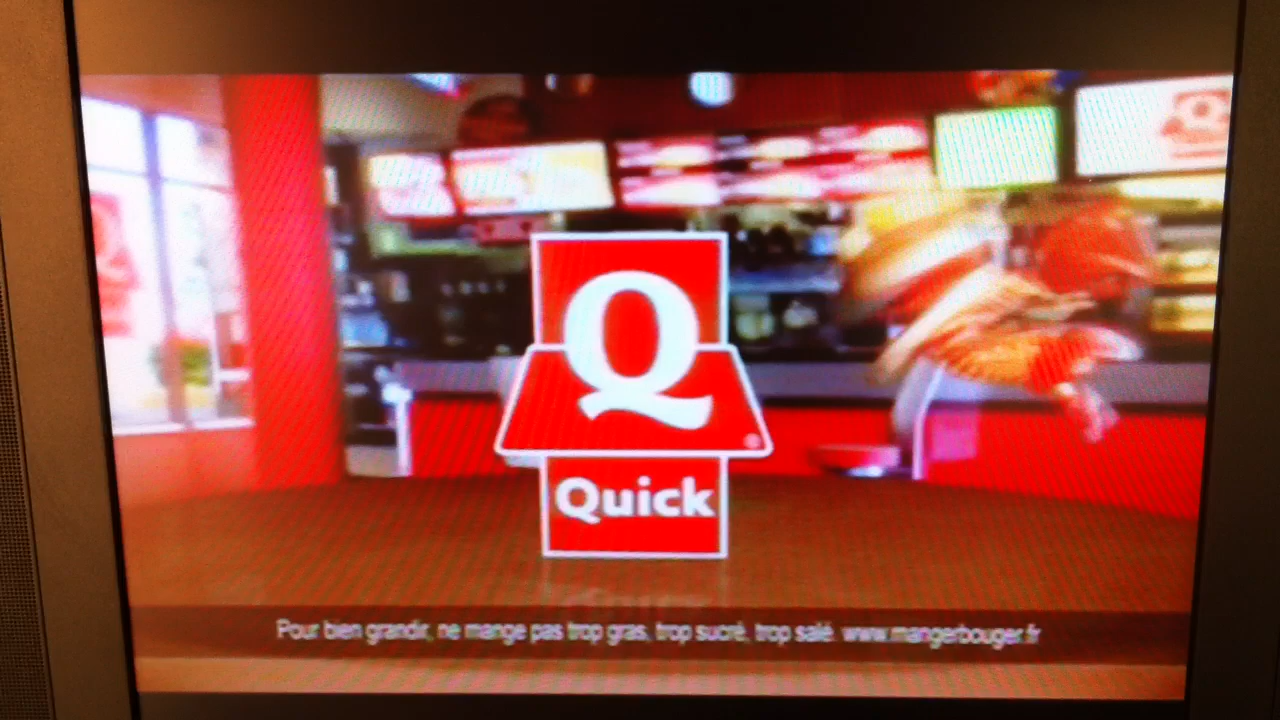 Q
Quick
Pour bien grandir, ne mange pas trop gras, trop sucré, trop salé. www.mangerbouger.fr